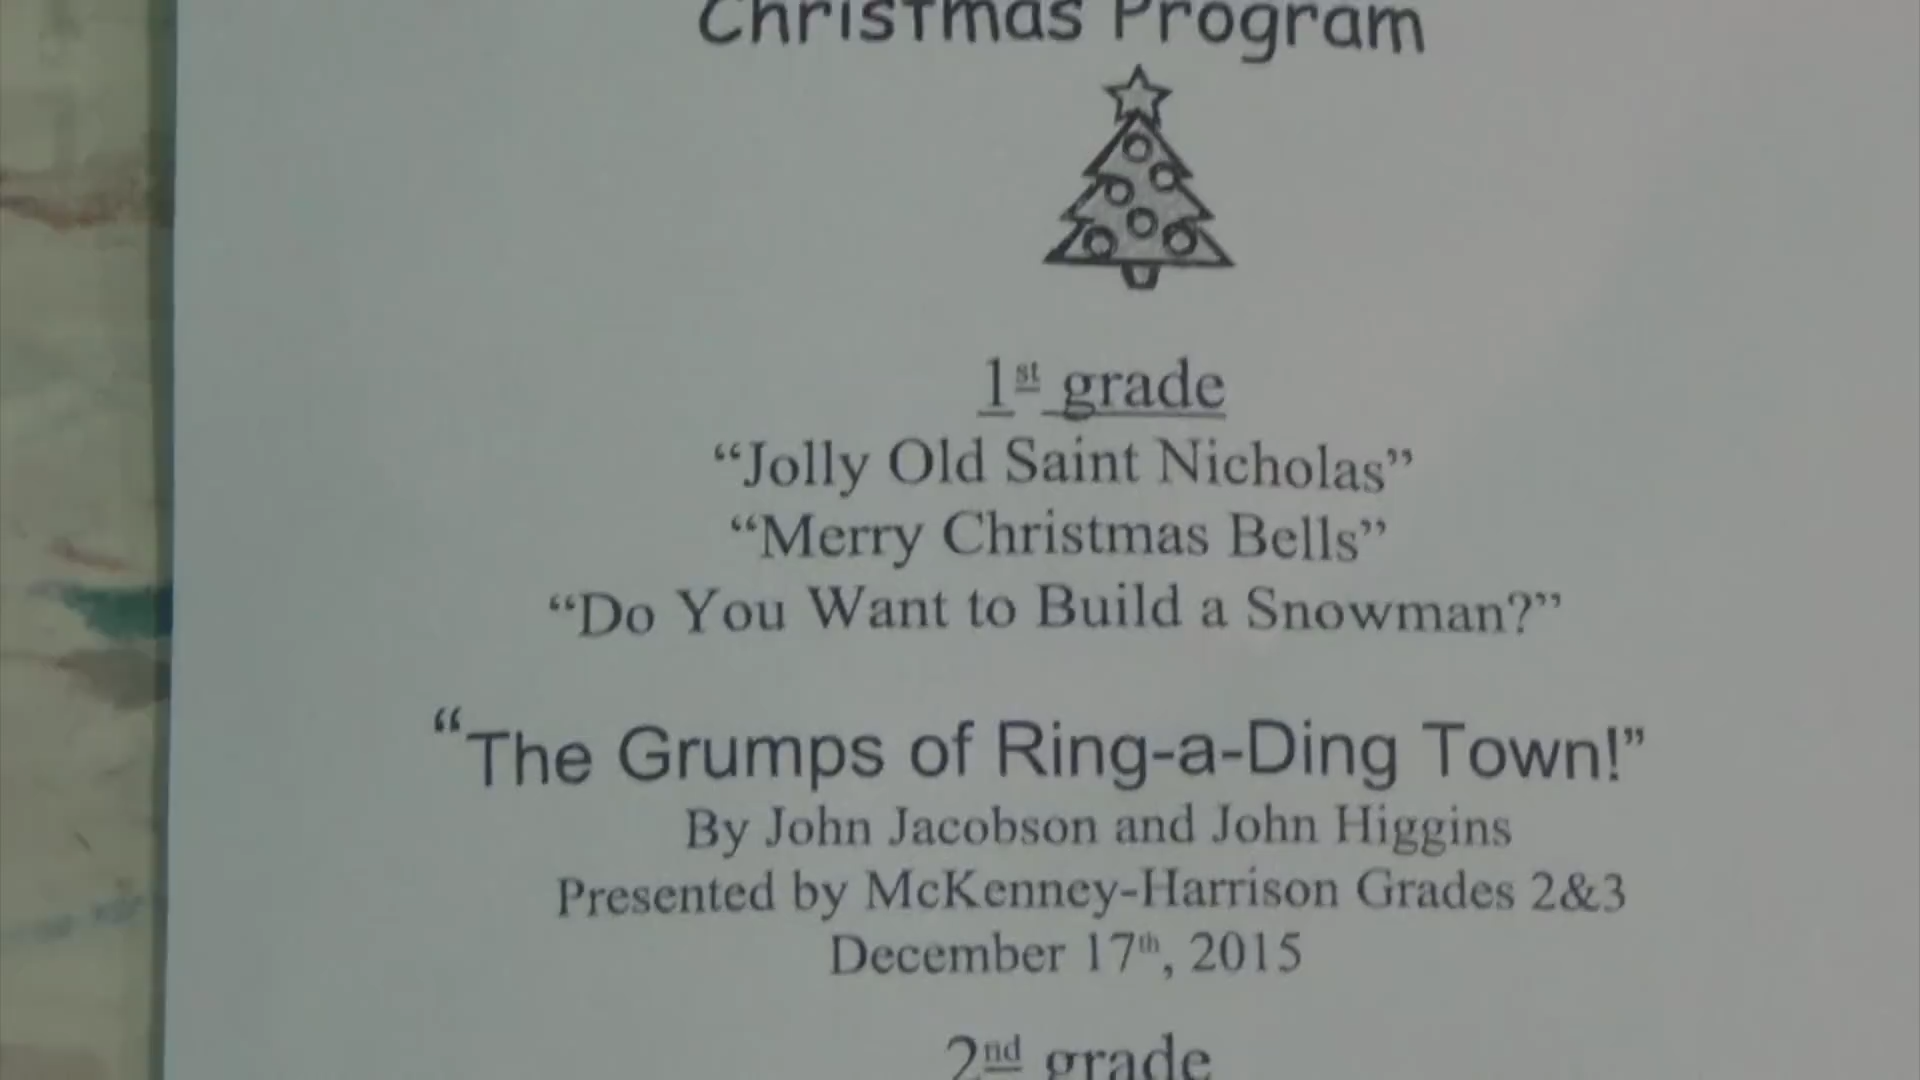 Christmas Program
1st grade
“Jolly Old Saint Nicholas”
“Merry Christmas Bells”
“Do You Want to Build a Snowman?”
“The Grumps of Ring-a-Ding Town!”
By John Jacobson and John Higgins
Presented by McKenney-Harrison Grades 2&3
December 17th, 2015
2nd grade